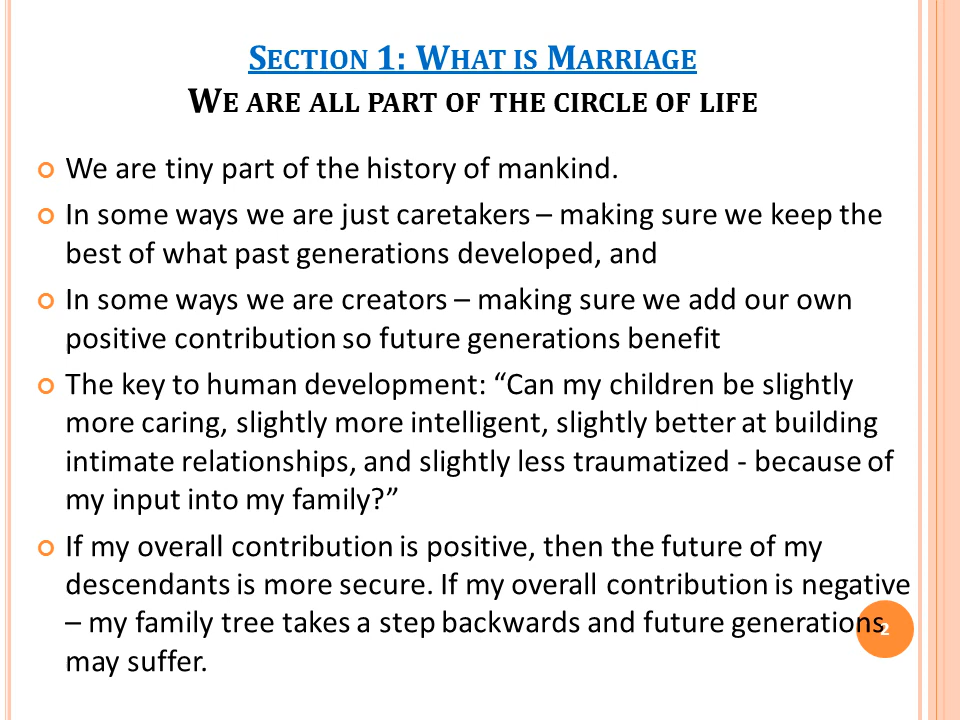 Section 1: What is Marriage
We are all part of the circle of life
We are tiny part of the history of mankind.
In some ways we are just caretakers – making sure we keep the
best of what past generations developed, and
In some ways we are creators – making sure we add our own
positive contribution so future generations benefit
The key to human development: “Can my children be slightly
more caring, slightly more intelligent, slightly better at building
intimate relationships, and slightly less traumatized - because of
my input into my family?”
If my overall contribution is positive, then the future of my
descendants is more secure. If my overall contribution is negative
– my family tree takes a step backwards and future generations
may suffer.
2